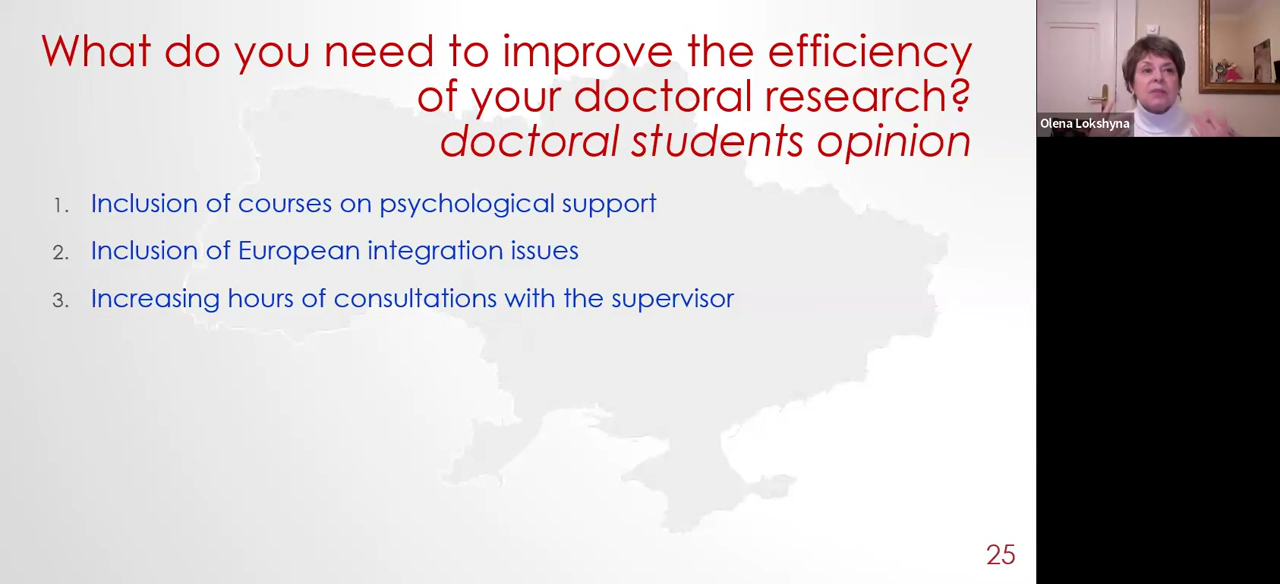 What do you need to improve the efficiency
of your doctoral research?
doctoral students opinion
1. Inclusion of courses on psychological support
2. Inclusion of European integration issues
3. Increasing hours of consultations with the supervisor
25
Olena Lokshyna